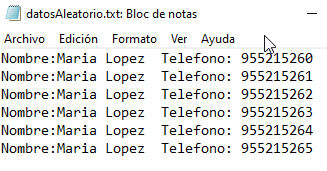 datosAleatorio.txt: Bloc de notas
Archivo Edición Formato Ver Ayuda
Nombre:Maria Lopez  Telefono: 955215260
Nombre:Maria Lopez  Telefono: 955215261
Nombre:Maria Lopez  Telefono: 955215262
Nombre:Maria Lopez  Telefono: 955215263
Nombre:Maria Lopez  Telefono: 955215264
Nombre:Maria Lopez  Telefono: 955215265